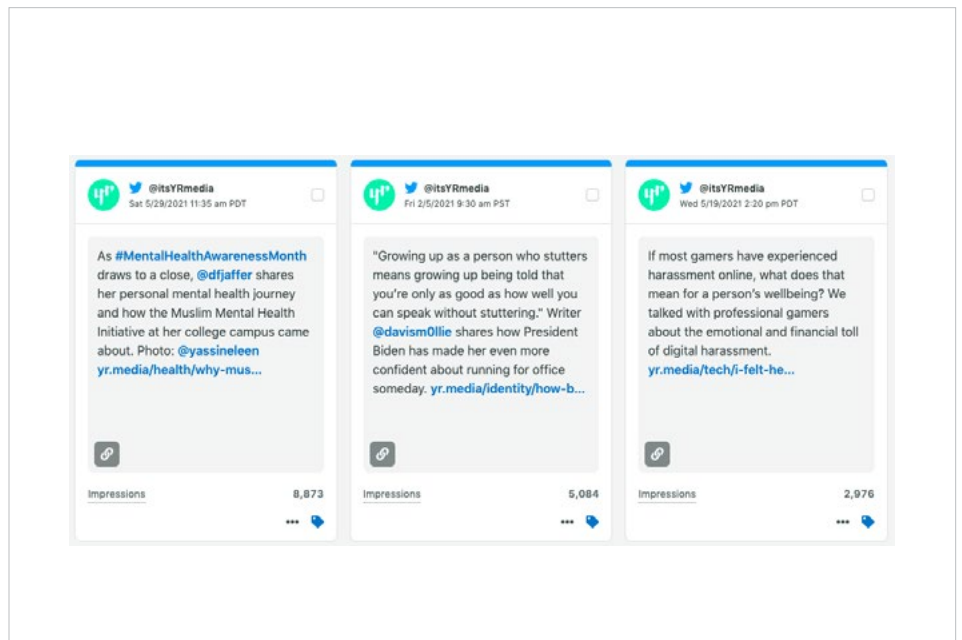 @itsYRmedia
Sat 5/29/2021 11:35 am PDT
As #MentalHealthAwarenessMonth
draws to a close, @dfjaffer shares
her personal mental health journey
and how the Muslim Mental Health
Initiative at her college campus came
about. Photo: @yassineleen
yr.media/health/why-mus...
Impressions 8,873
@itsYRmedia
Fri 2/5/2021 9:30 am PST
"Growing up as a person who stutters
means growing up being told that
you're only as good as how well you
can speak without stuttering." Writer
@davism0llie shares how President
Biden has made her even more
confident about running for office
someday. yr.media/identity/how-b...
Impressions 5,084
@itsYRmedia
Wed 5/19/2021 2:20 pm PDT
If most gamers have experienced
harassment online, what does that
mean for a person's wellbeing? We
talked with professional gamers
about the emotional and financial toll
of digital harassment.
yr.media/tech/i-felt-he...
Impressions 2,976